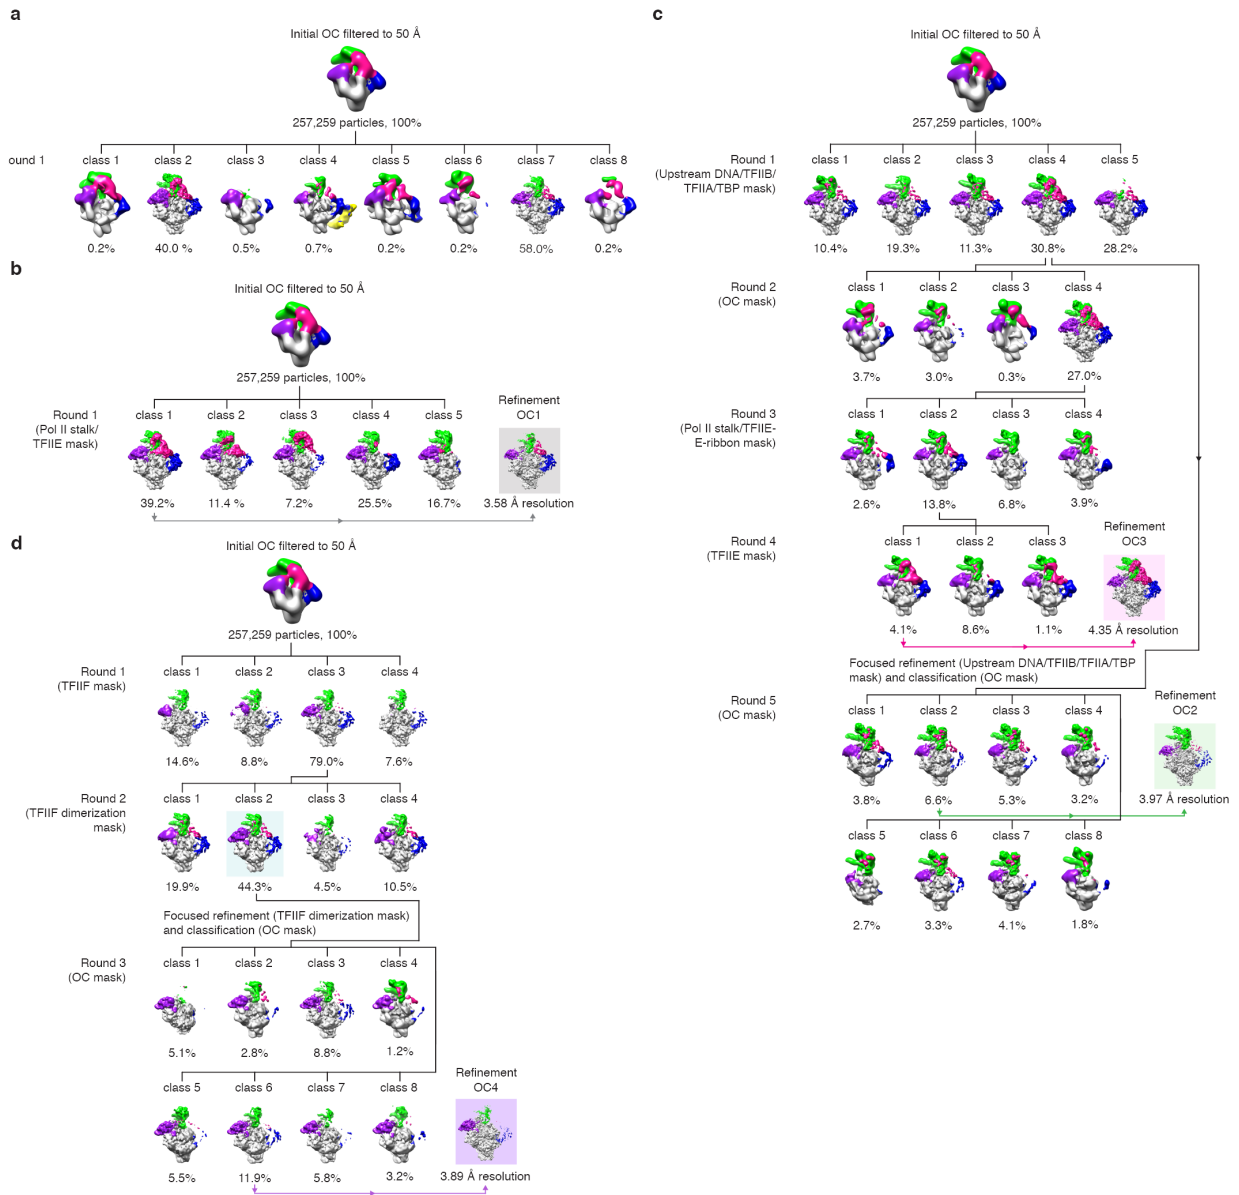 a
Initial OC filtered to 50 Å
257,259 particles, 100%
ound 1
class 1 class 2 class 3 class 4 class 5 class 6 class 7 class 8
0.2% 40.0 % 0.5% 0.7% 0.2% 0.2% 58.0% 0.2%
b
Initial OC filtered to 50 Å
257,259 particles, 100%
Round 1
(Pol II stalk/
TFIIE mask)
class 1 class 2 class 3 class 4 class 5
Refinement
OC1
39.2% 11.4 % 7.2% 25.5% 16.7% 3.58 Å resolution
c
Initial OC filtered to 50 Å
257,259 particles, 100%
Round 1
(Upstream DNA/TFIIB/
TFIIA/TBP mask)
class 1 class 2 class 3 class 4 class 5
10.4% 19.3% 11.3% 30.8% 28.2%
Round 2
(OC mask)
class 1 class 2 class 3 class 4
3.7% 3.0% 0.3% 27.0%
Round 3
(Pol II stalk/TFIIE-
E-ribbon mask)
class 1 class 2 class 3 class 4
2.6% 13.8% 6.8% 3.9%
Round 4
(TFIIE mask)
class 1 class 2 class 3
Refinement
OC3
4.1% 8.6% 1.1% 4.35 Å resolution
Focused refinement (Upstream DNA/TFIIB/TFIIA/TBP
mask) and classification (OC mask)
Round 5
(OC mask)
class 1 class 2 class 3 class 4
Refinement
OC2
3.8% 6.6% 5.3% 3.2% 3.97 Å resolution
class 5 class 6 class 7 class 8
2.7% 3.3% 4.1% 1.8%
d
Initial OC filtered to 50 Å
257,259 particles, 100%
Round 1
(TFIIF mask)
class 1 class 2 class 3 class 4
14.6% 8.8% 79.0% 7.6%
Round 2
(TFIIF dimerization
mask)
class 1 class 2 class 3 class 4
19.9% 44.3% 4.5% 10.5%
Focused refinement (TFIIF dimerization mask)
and classification (OC mask)
Round 3
(OC mask)
class 1 class 2 class 3 class 4
5.1% 2.8% 8.8% 1.2%
class 5 class 6 class 7 class 8
Refinement
OC4
5.5% 11.9% 5.8% 3.2% 3.89 Å resolution